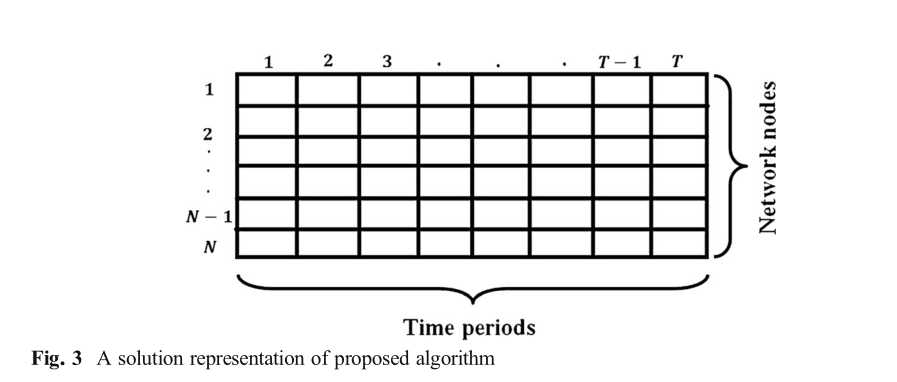 1 2 3 . . . T − 1 T
1
2
.
.
.
N − 1
N
Network nodes
Time periods
Fig. 3 A solution representation of proposed algorithm